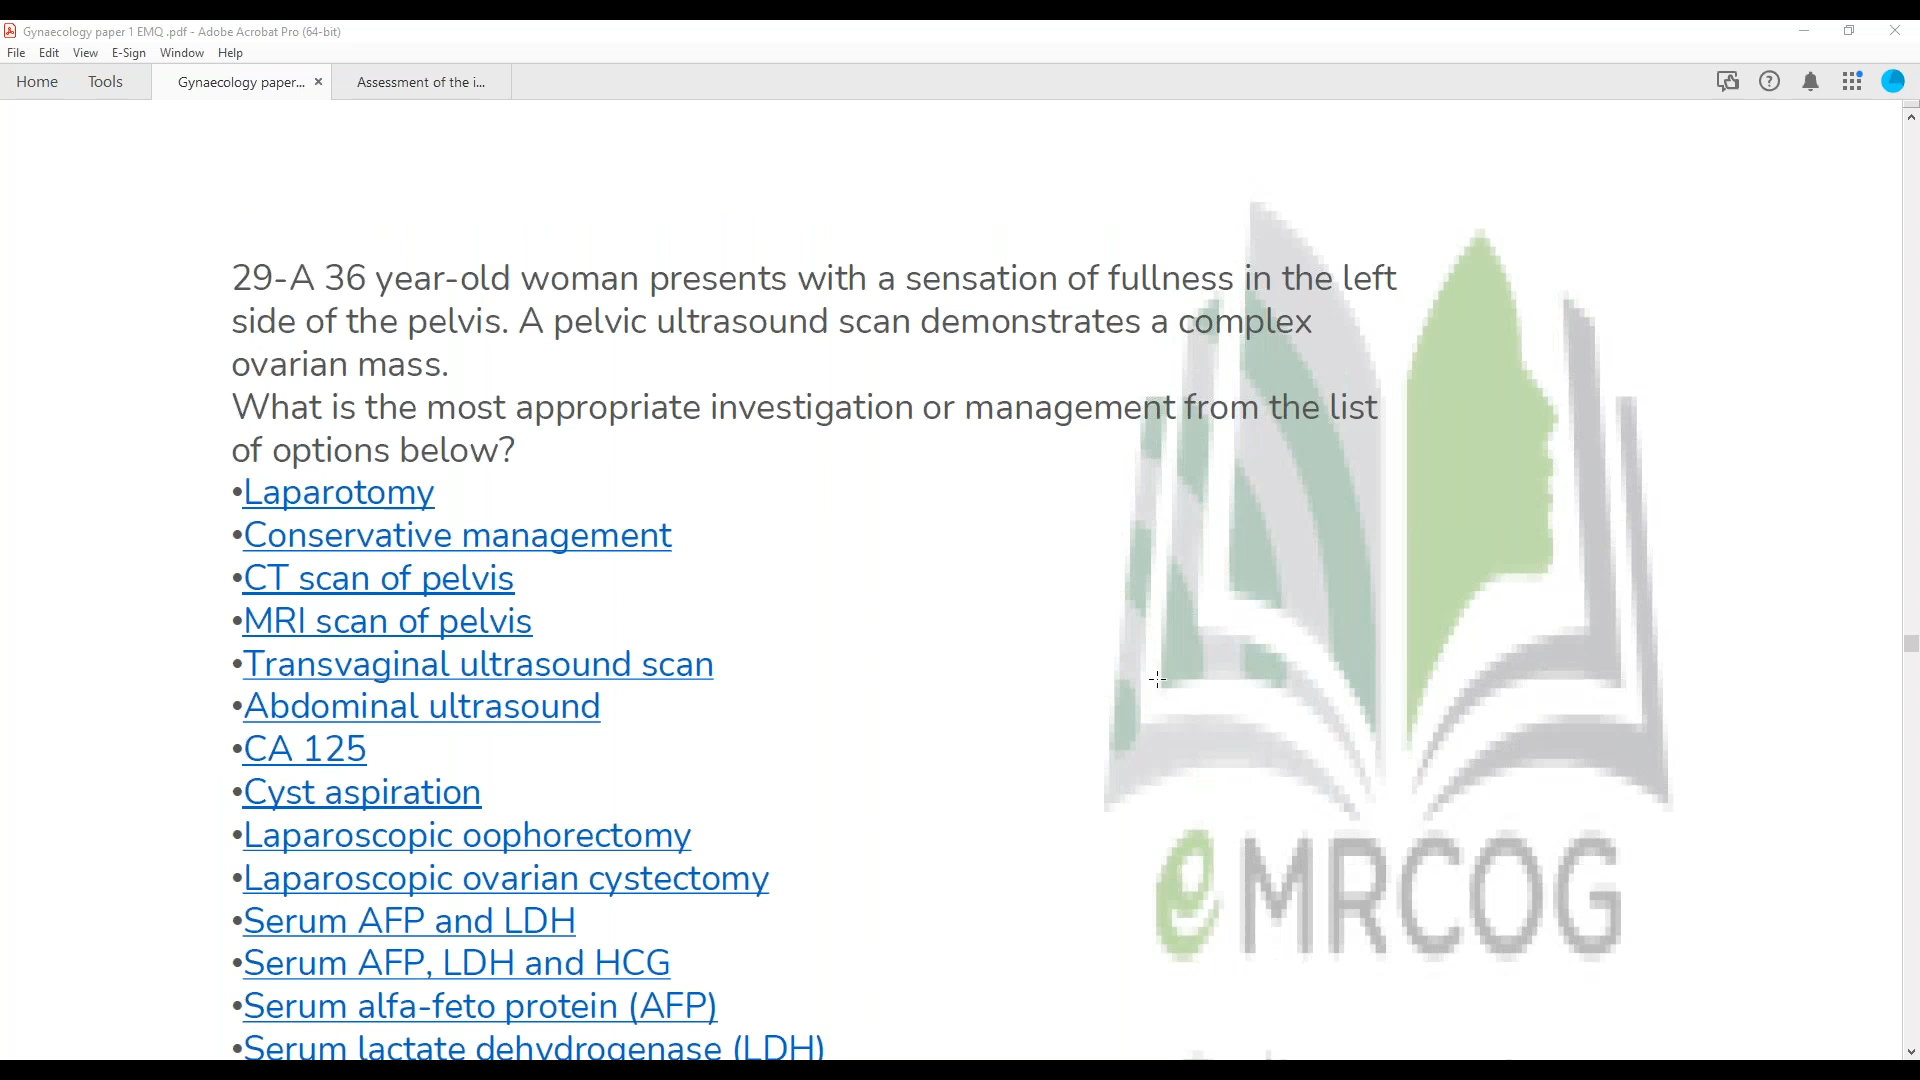 Gynaecology paper 1 EMQ .pdf - Adobe Acrobat Pro (64-bit)
File Edit View E-Sign Window Help
Home Tools Gynaecology paper... × Assessment of the i...
29-A 36 year-old woman presents with a sensation of fullness in the left
side of the pelvis. A pelvic ultrasound scan demonstrates a complex
ovarian mass.
What is the most appropriate investigation or management from the list
of options below?
•Laparotomy
•Conservative management
•CT scan of pelvis
•MRI scan of pelvis
•Transvaginal ultrasound scan
•Abdominal ultrasound
•CA 125
•Cyst aspiration
•Laparoscopic oophorectomy
•Laparoscopic ovarian cystectomy
•Serum AFP and LDH
•Serum AFP, LDH and HCG
•Serum alfa-feto protein (AFP)
•Serum lactate dehydrogenase (LDH)
eMRCOG